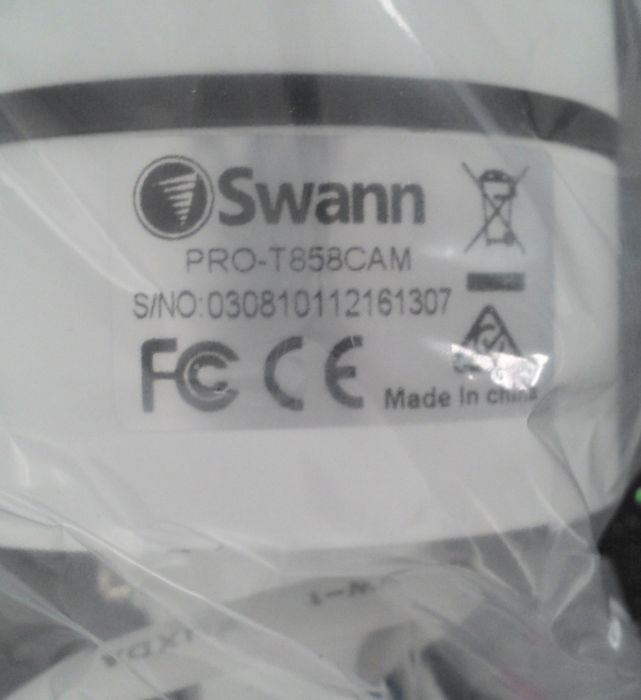 Swann
PRO-T858CAM
S/NO:030810112161307
FC CE
Made In china